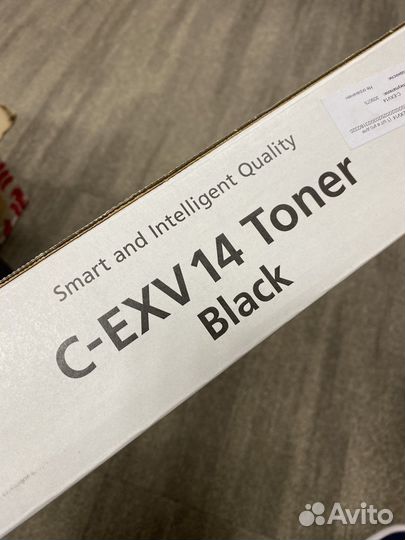 Smart and Intelligent Quality
C-EXV 14 Toner
Black
Avito